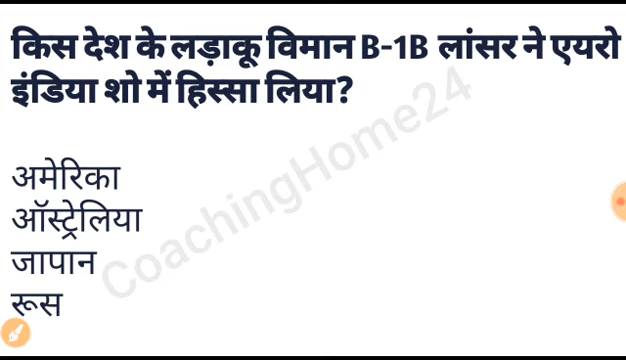 किस देश के लड़ाकू विमान B-1B लांसर ने एयरो
इंडिया शो में हिस्सा लिया?
अमेरिका
ऑस्ट्रेलिया
जापान
रूस
CoachingHome24